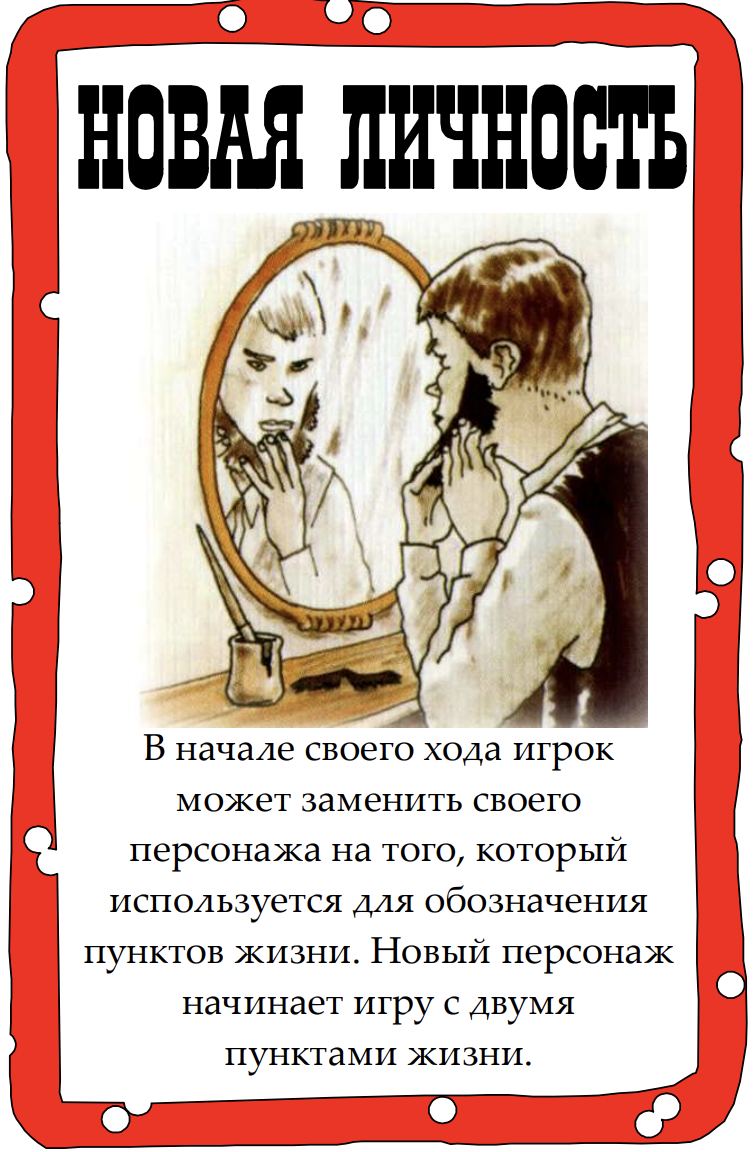 НОВАЯ ЛИЧНОСТЬ
В начале своего хода игрок
может заменить своего
персонажа на того, который
используется для обозначения
пунктов жизни. Новый персонаж
начинает игру с двумя
пунктами жизни.